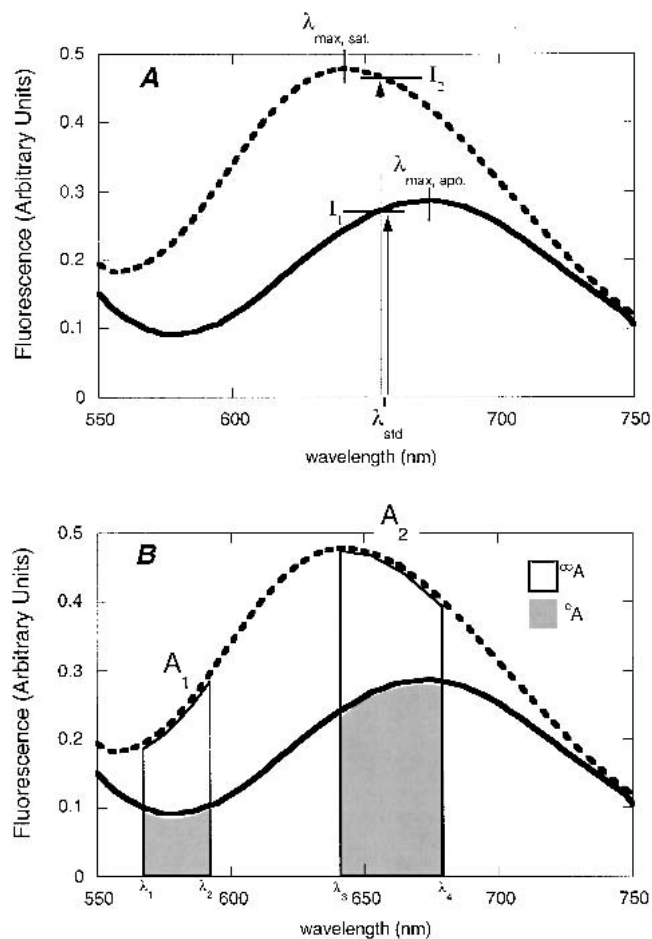 λmax, sat.
0.5
A
I2
0.4
λmax, apo.
0.3
I1
0.2
0.1
0
550 600 700 750
λstd
wavelength (nm)
Fluorescence (Arbitrary Units)
A2
0.5
B
∞A
oA
0.4
A1
0.3
0.2
0.1
0
550 λ1 λ2 600 λ3 650 λ4 700 750
wavelength (nm)
Fluorescence (Arbitrary Units)